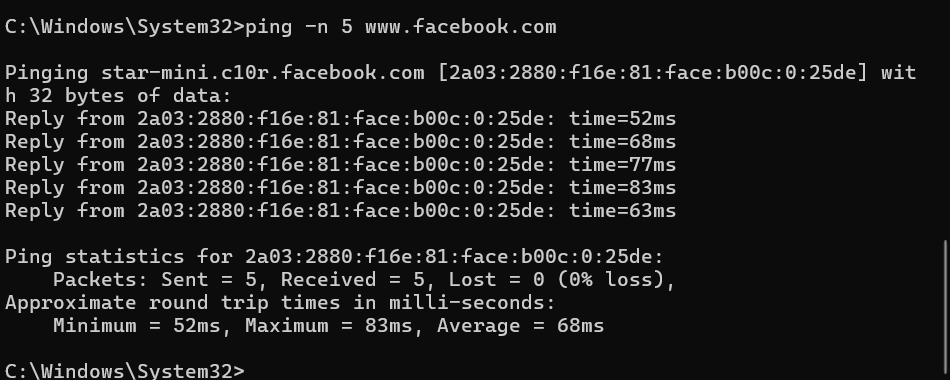 C:\Windows\System32>ping -n 5 www.facebook.com
Pinging star-mini.c10r.facebook.com [2a03:2880:f16e:81:face:b00c:0:25de] wit
h 32 bytes of data:
Reply from 2a03:2880:f16e:81:face:b00c:0:25de: time=52ms
Reply from 2a03:2880:f16e:81:face:b00c:0:25de: time=68ms
Reply from 2a03:2880:f16e:81:face:b00c:0:25de: time=77ms
Reply from 2a03:2880:f16e:81:face:b00c:0:25de: time=83ms
Reply from 2a03:2880:f16e:81:face:b00c:0:25de: time=63ms
Ping statistics for 2a03:2880:f16e:81:face:b00c:0:25de:
    Packets: Sent = 5, Received = 5, Lost = 0 (0% loss),
Approximate round trip times in milli-seconds:
    Minimum = 52ms, Maximum = 83ms, Average = 68ms
C:\Windows\System32>